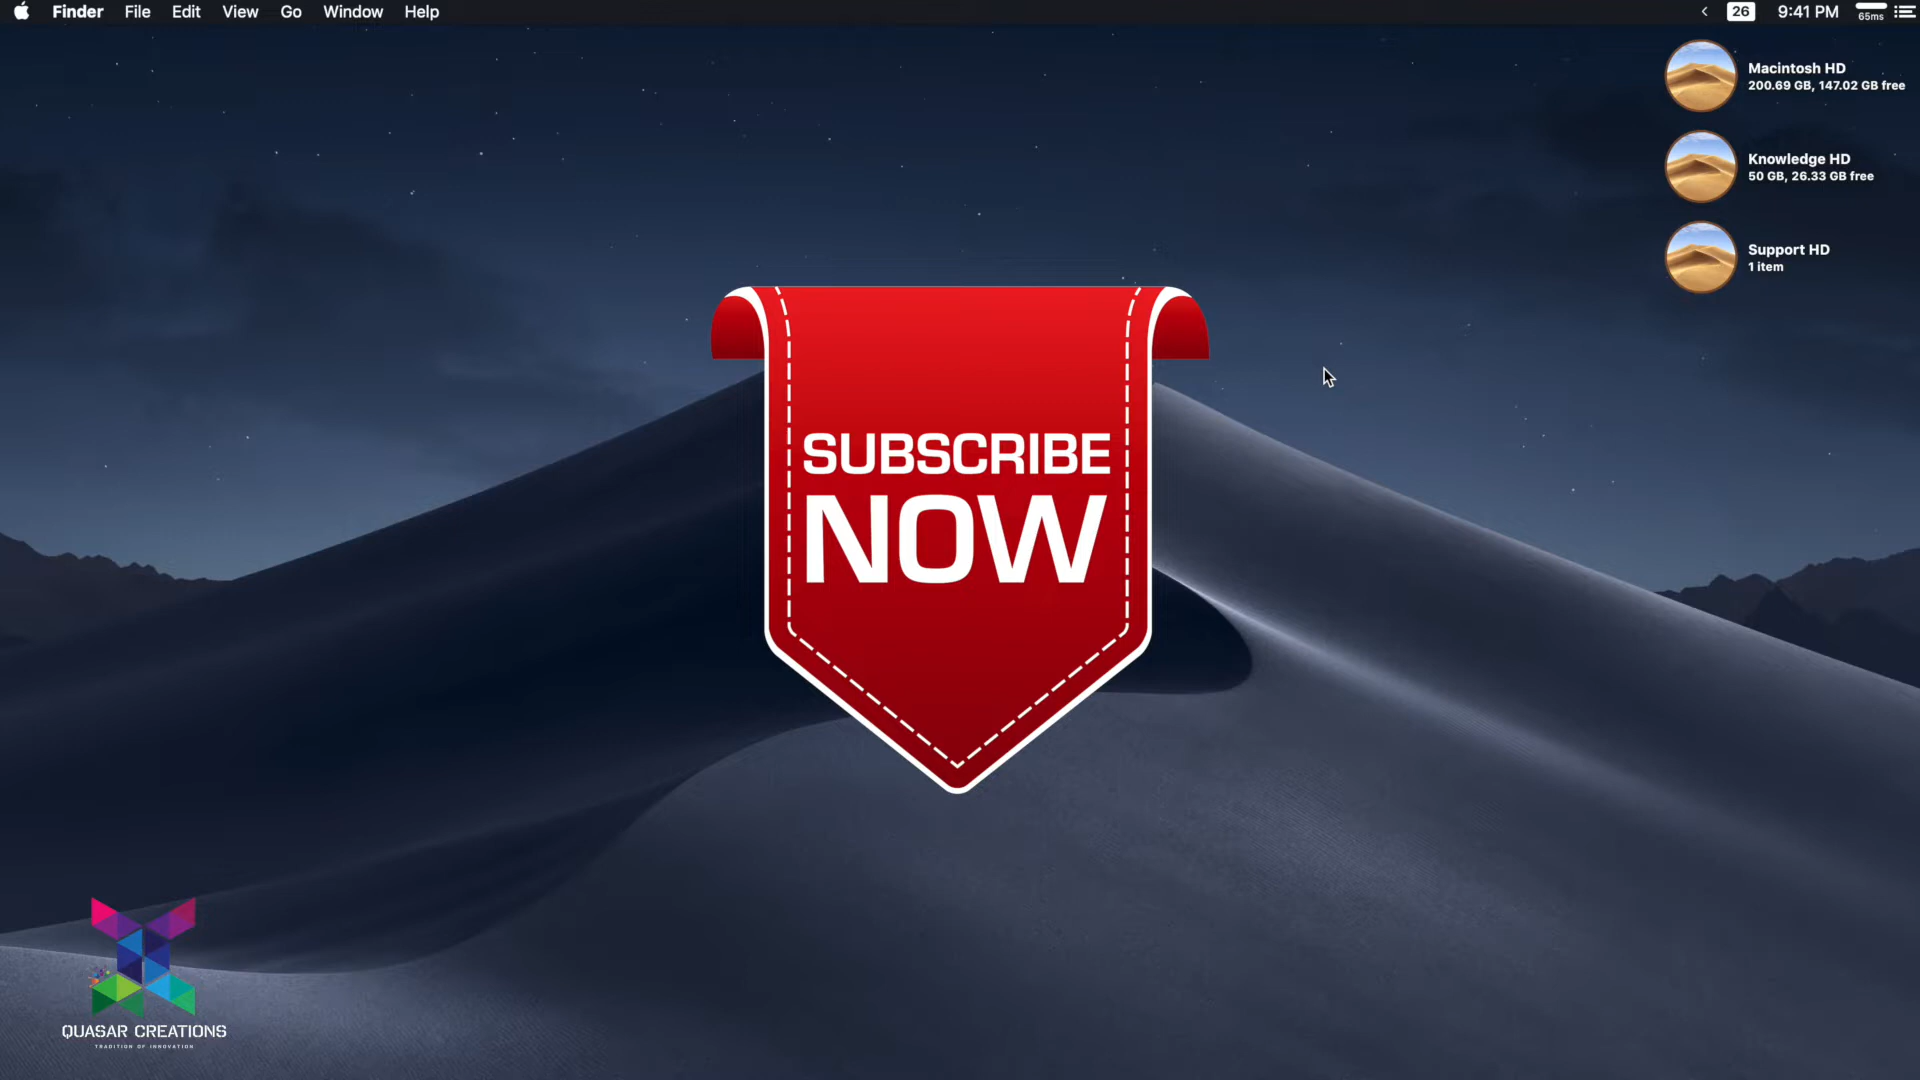 Finder File Edit View Go Window Help
26 9:41 PM 65ms
Macintosh HD
200.69 GB, 147.02 GB free
Knowledge HD
50 GB, 26.33 GB free
Support HD
1 item
SUBSCRIBE
NOW
QUASAR CREATIONS
TRADITION OF INNOVATION